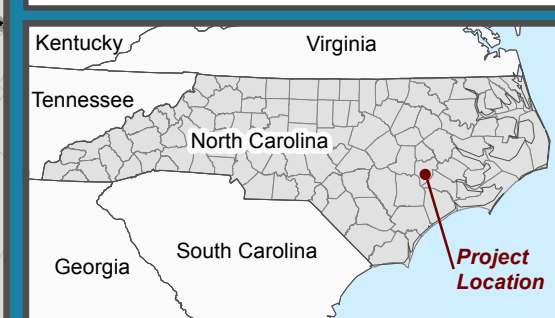 Kentucky
Virginia
Tennessee
North Carolina
South Carolina
Georgia
Project
Location